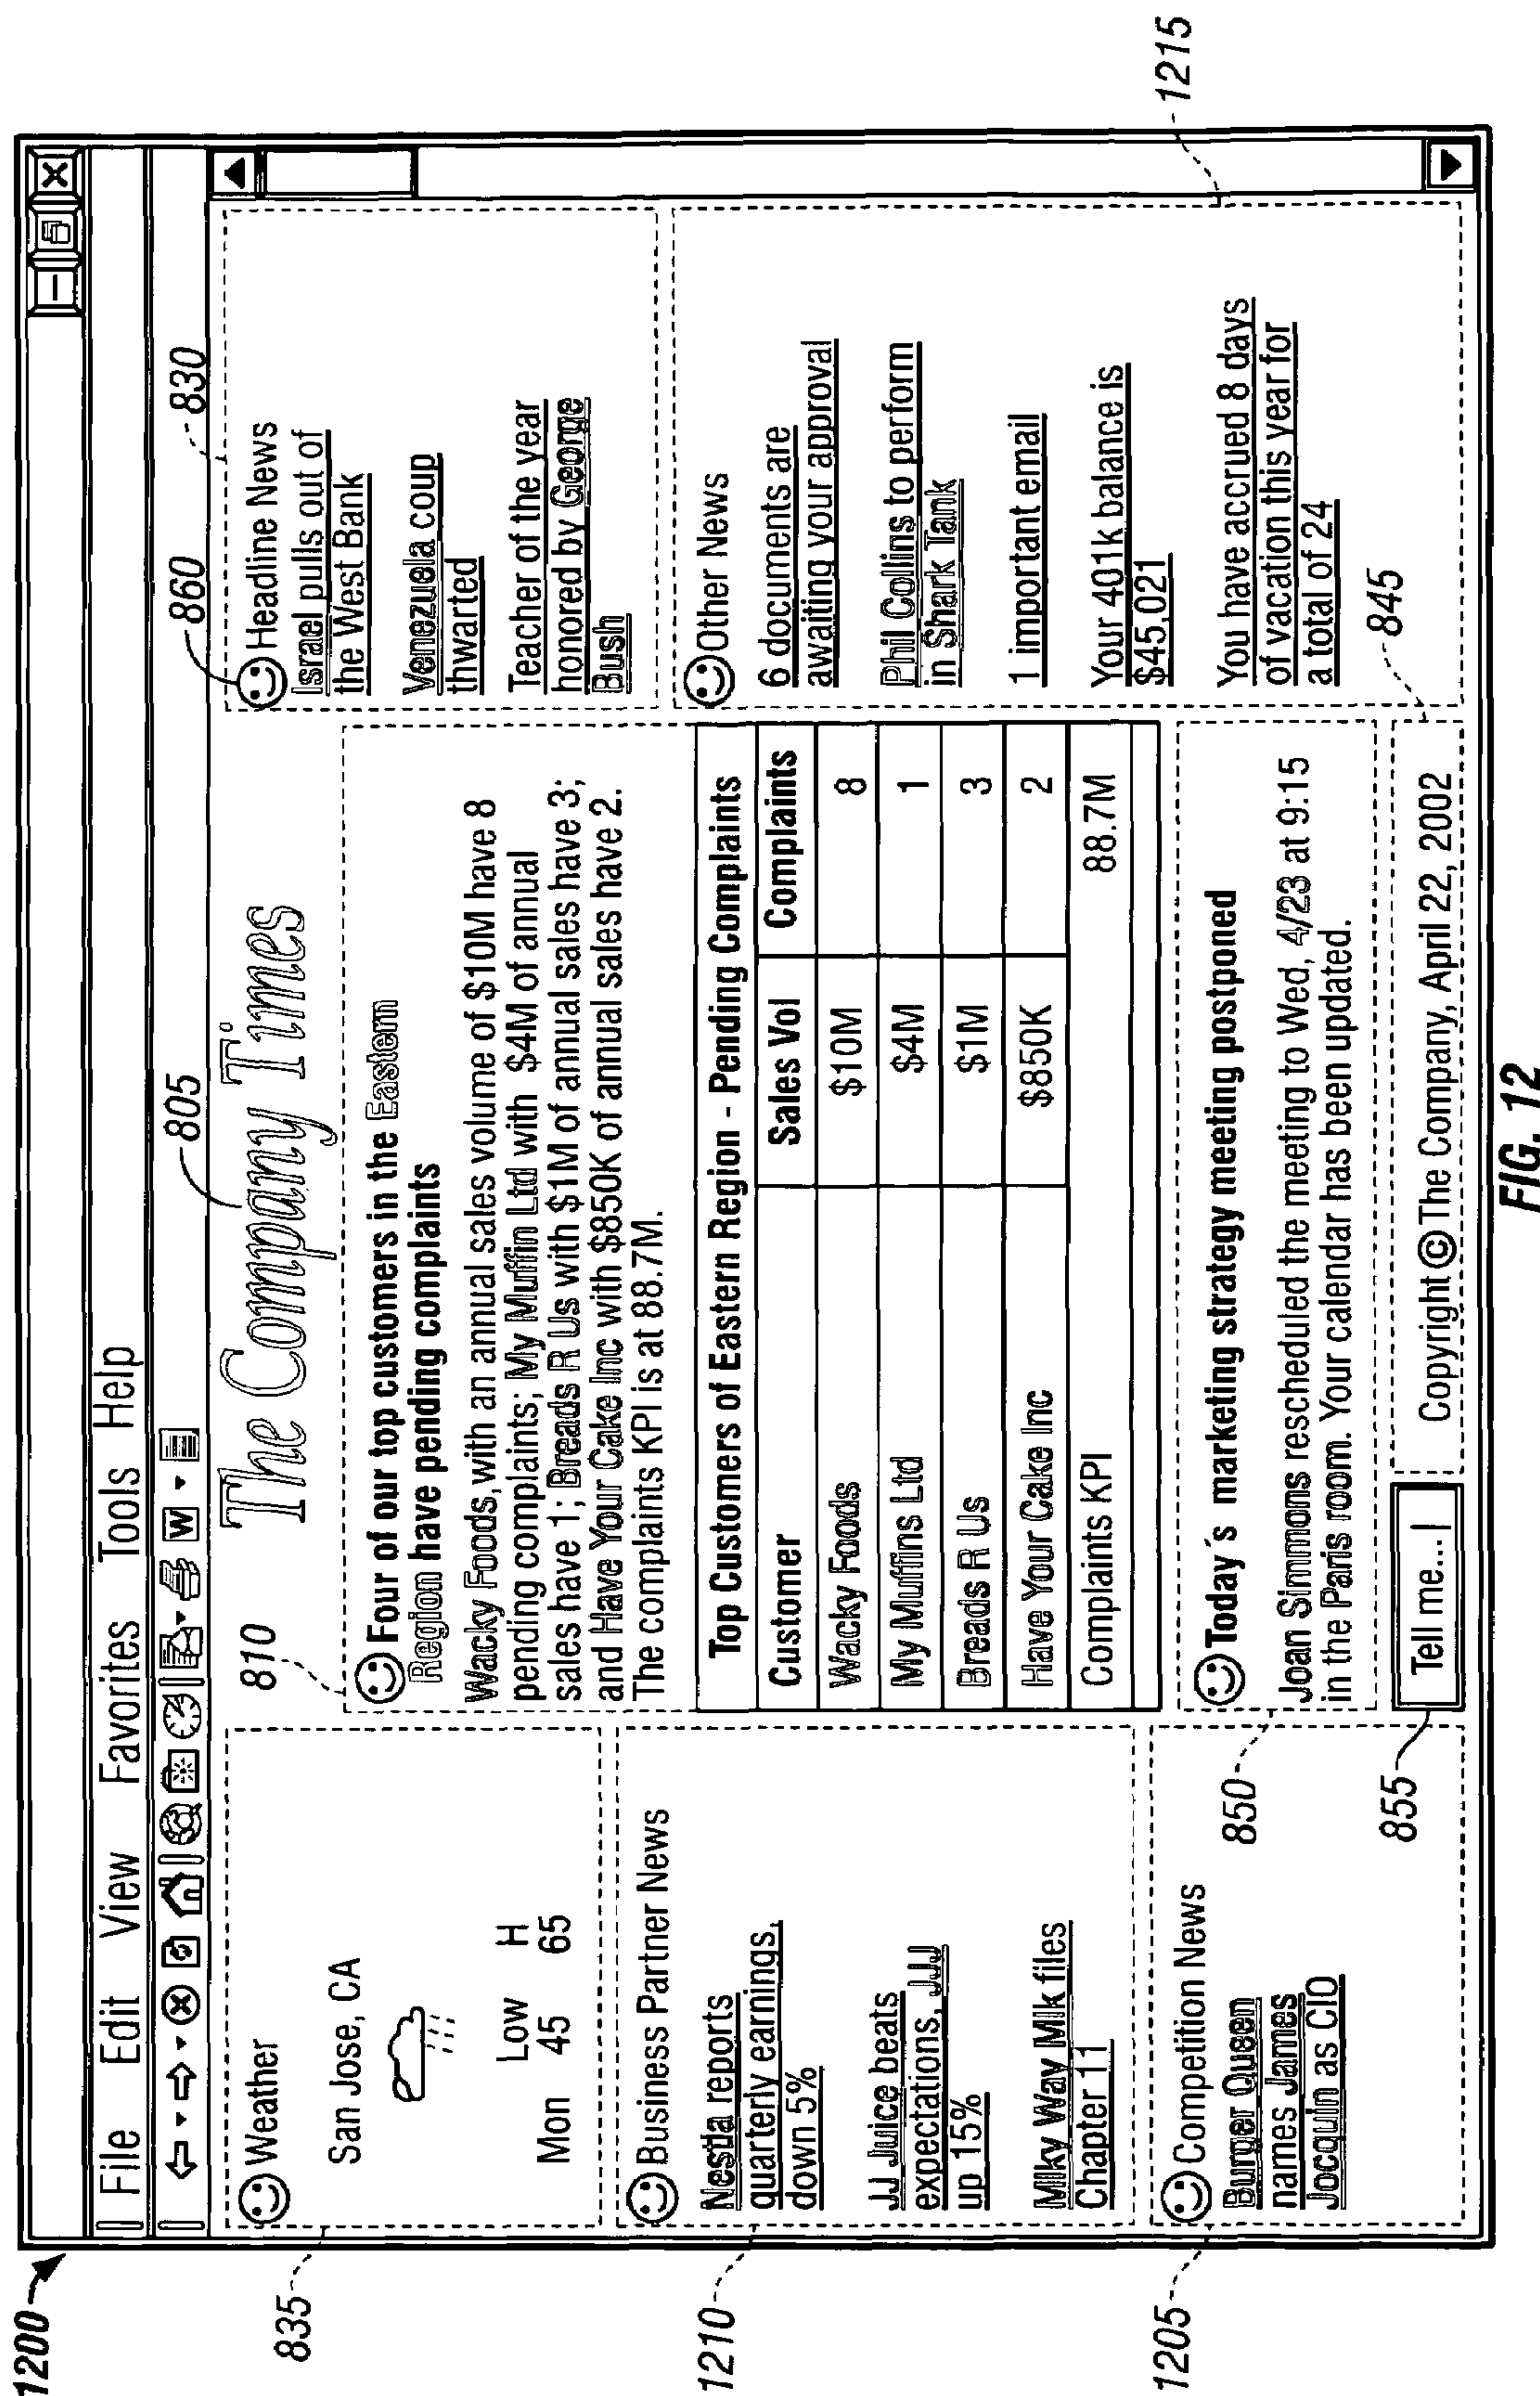 1200
File Edit View Favorites Tools Help
W
835
Weather
San Jose, CA
Low H
Mon 45 65
1210
Business Partner News
Nestla reports
quarterly earnings,
down 5%
JJ Juice beats
expectations, JJJ
up 15%
Milky Way Milk files
Chapter 11
1205
Competition News
Burger Queen
names James
Jocquin as CIO
805
The Company Times
810
Four of our top customers in the Eastern
Region have pending complaints
Wacky Foods, with an annual sales volume of $10M have 8
pending complaints; My Muffin Ltd with $4M of annual
sales have 1; Breads R Us with $1M of annual sales have 3;
and Have Your Cake Inc with $850K of annual sales have 2.
The complaints KPI is at 88.7M.
Top Customers of Eastern Region - Pending Complaints
Customer Sales Vol Complaints
Wacky Foods $10M 8
My Muffins Ltd $4M 1
Breads R Us $1M 3
Have Your Cake Inc $850K 2
Complaints KPI 88.7M
850
Today´s marketing strategy meeting postponed
Joan Simmons rescheduled the meeting to Wed, 4/23 at 9:15
in the Paris room. Your calendar has been updated.
855
Tell me...|
Copyright © The Company, April 22, 2002
845
860
830
Headline News
Israel pulls out of
the West Bank
Venezuela coup
thwarted
Teacher of the year
honored by George
Bush
1215
Other News
6 documents are
awaiting your approval
Phil Collins to perform
in Shark Tank
1 important email
Your 401k balance is
$45,021
You have accrued 8 days
of vacation this year for
a total of 24
FIG. 12